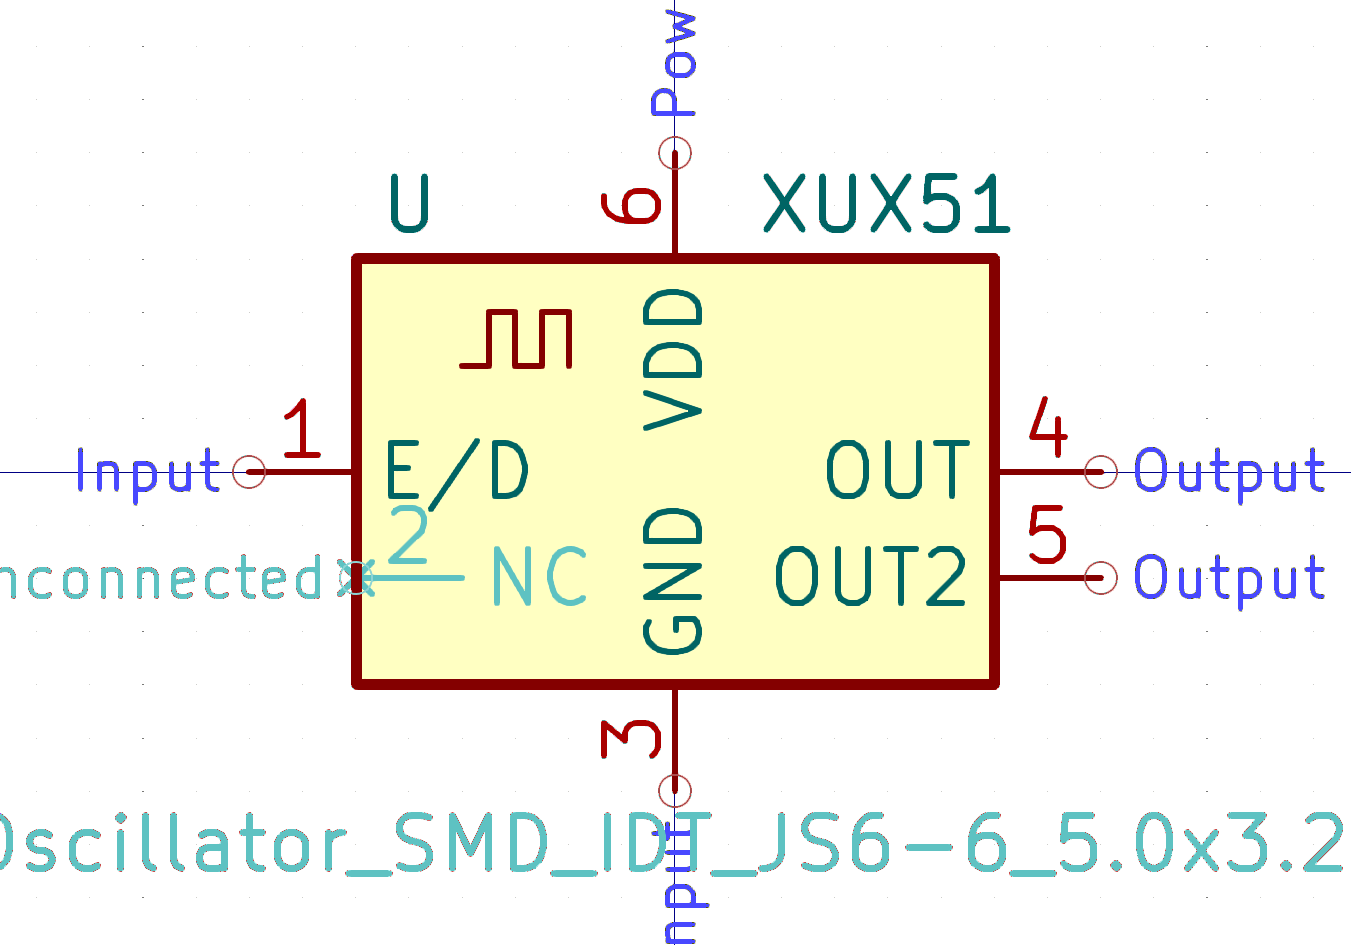 Pow
6
U
XUX51
VDD
1
Input
E/D
OUT
4
Output
2
nconnected
NC
GND
OUT2
5
Output
3
Oscillator_SMD_IDT_JS6-6_5.0x3.2
nput